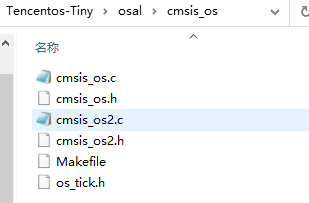 Tencentos-Tiny > osal > cmsis_os
名称
cmsis_os.c
cmsis_os.h
cmsis_os2.c
cmsis_os2.h
Makefile
os_tick.h